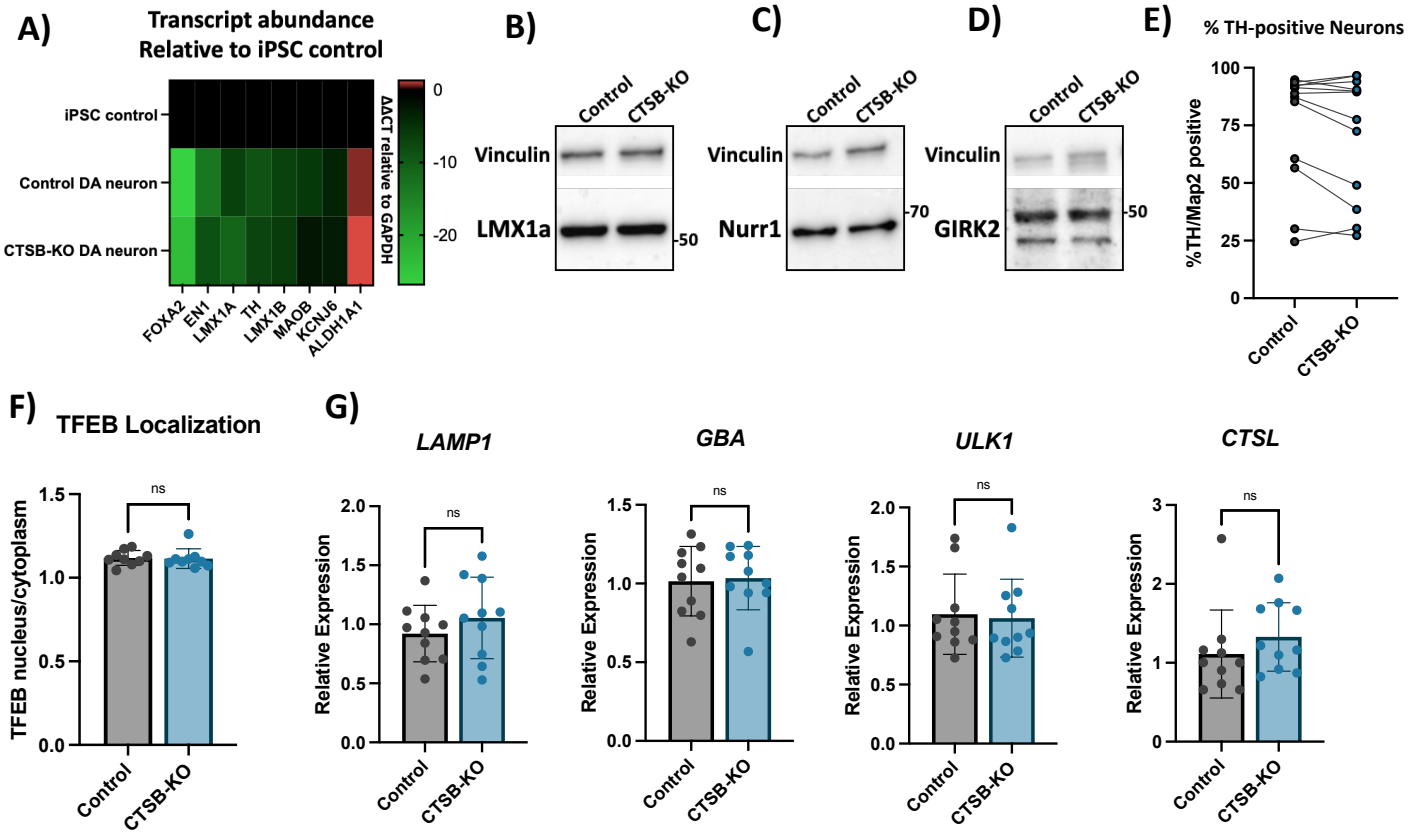 A)
Transcript abundance
Relative to iPSC control
iPSC control
Control DA neuron
CTSB-KO DA neuron
FOXA2
EN1
LMX1A
TH
LMX1B
MAOB
KCNJ6
ALDH1A1
0
-10
-20
ΔΔCT relative to GAPDH
B)
Control
CTSB-KO
Vinculin
LMX1a
-50
C)
Control
CTSB-KO
Vinculin
Nurr1
-70
D)
Control
CTSB-KO
Vinculin
GIRK2
-50
E)
% TH-positive Neurons
%TH/Map2 positive
100
75
50
25
0
Control
CTSB-KO
F)
TFEB Localization
TFEB nucleus/cytoplasm
1.5
1.0
0.5
0.0
ns
Control
CTSB-KO
G)
LAMP1
Relative Expression
2.0
1.5
1.0
0.5
0.0
ns
Control
CTSB-KO
GBA
Relative Expression
1.5
1.0
0.5
0.0
ns
Control
CTSB-KO
ULK1
Relative Expression
2.0
1.5
1.0
0.5
0.0
ns
Control
CTSB-KO
CTSL
Relative Expression
3
2
1
0
ns
Control
CTSB-KO